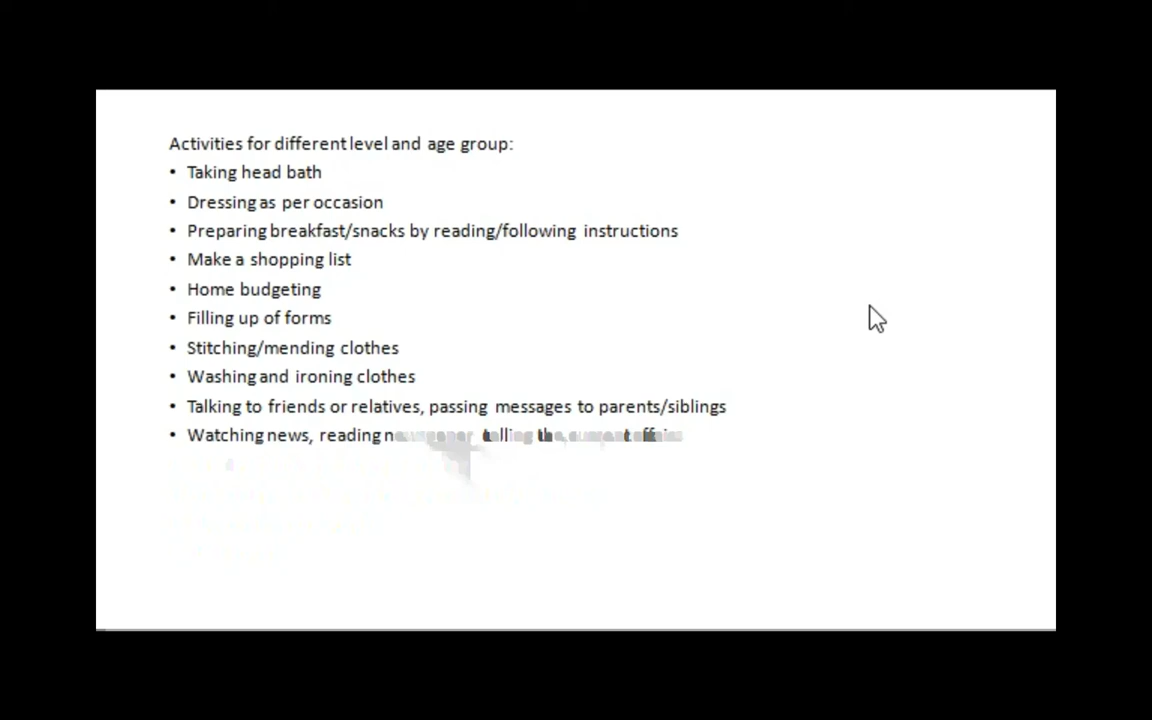 Activities for different level and age group:
• Taking head bath
• Dressing as per occasion
• Preparing breakfast/snacks by reading/following instructions
• Make a shopping list
• Home budgeting
• Filling up of forms
• Stitching/mending clothes
• Washing and ironing clothes
• Talking to friends or relatives, passing messages to parents/siblings
• Watching news, reading